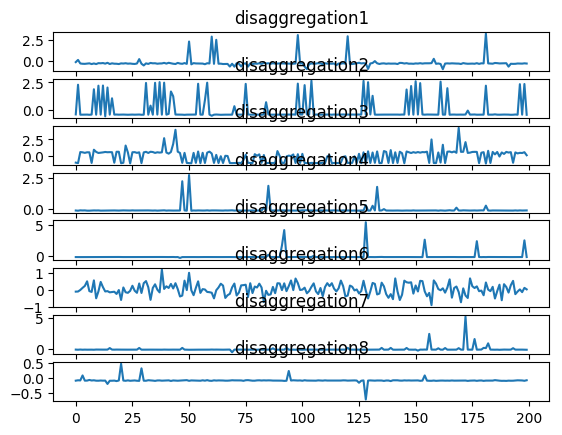 disaggregation1
2.5
0.0
disaggregation2
2.5
0.0
disaggregation3
2.5
0.0
disaggregation4
2.5
0.0
disaggregation5
5
0
disaggregation6
1
0
−1
disaggregation7
5
0
disaggregation8
0.5
0.0
−0.5
0 25 50 75 100 125 150 175 200